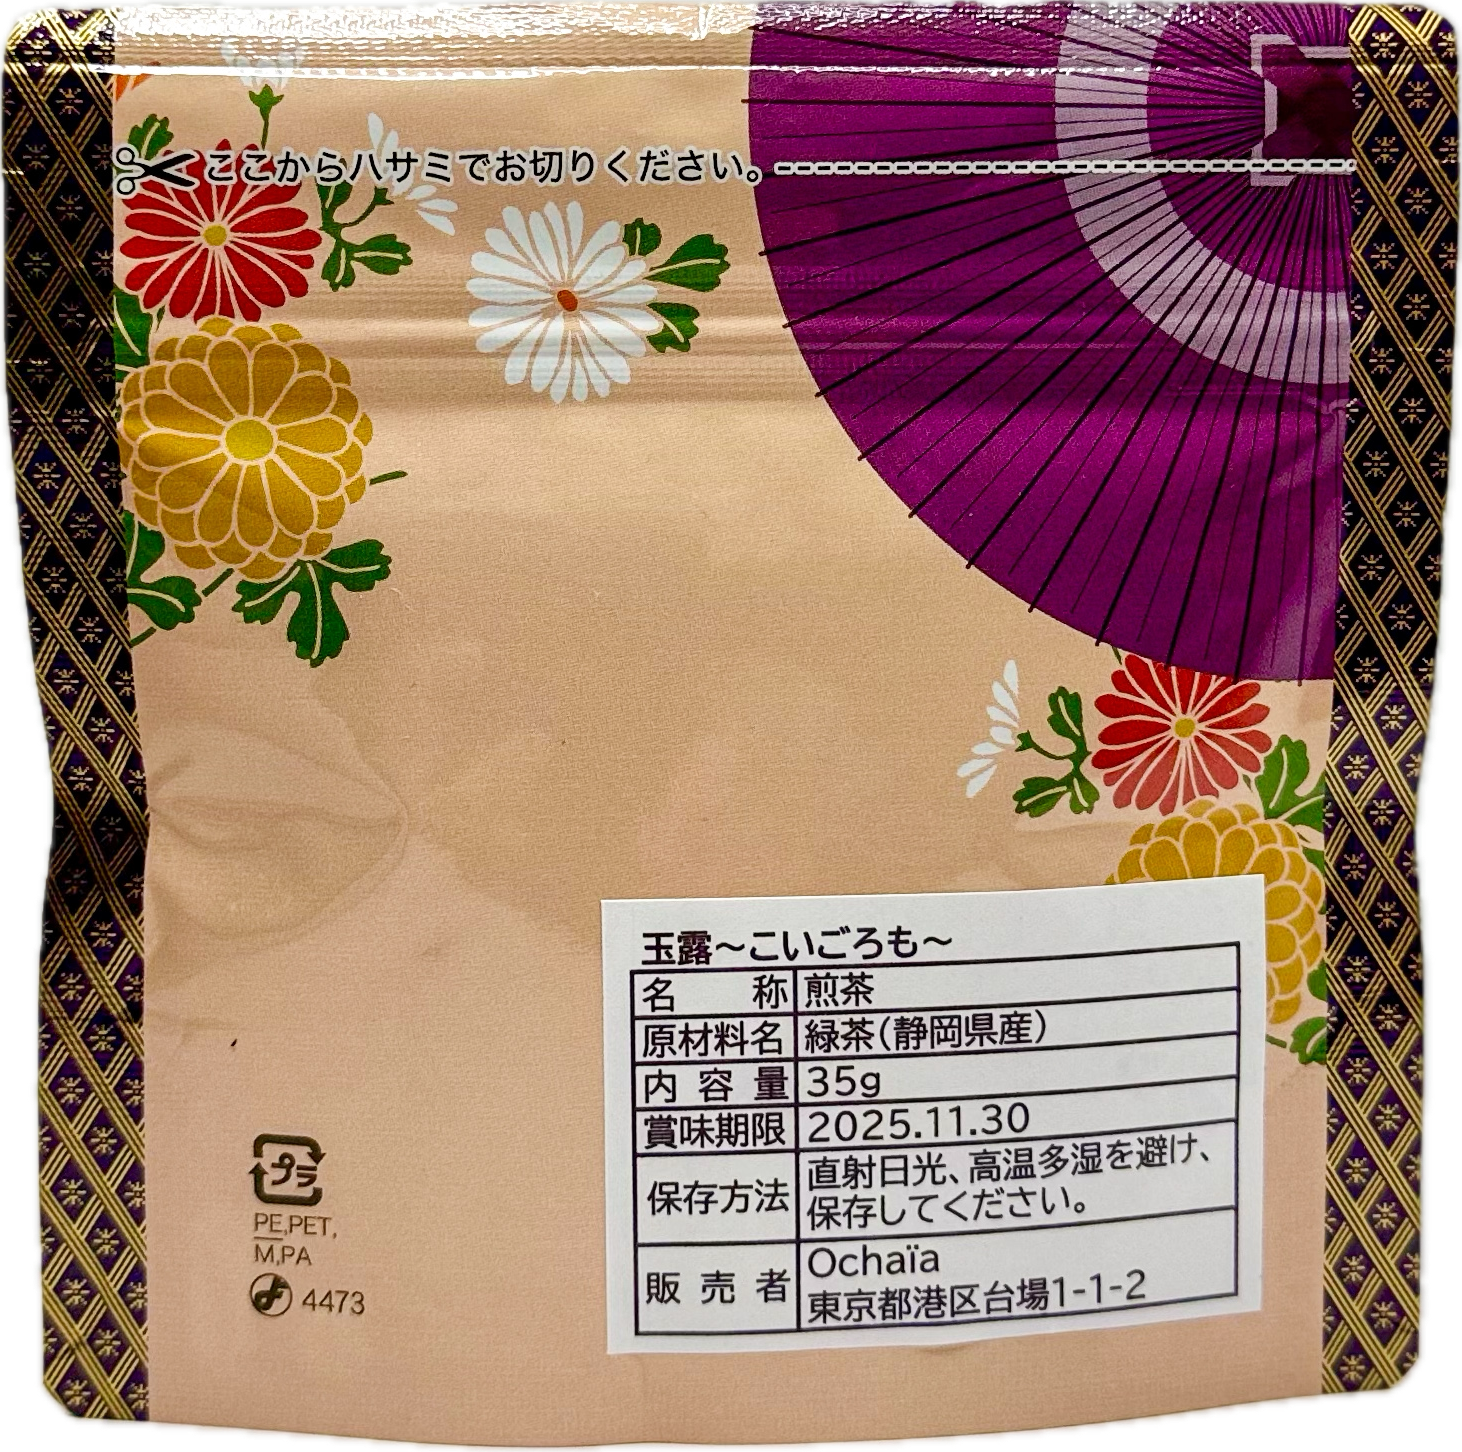 ここからハサミでお切りください。
玉露〜こいごろも〜
名 称 煎茶
原材料名 緑茶(静岡県産)
内 容 量 35g
賞味期限 2025.11.30
保存方法 直射日光、高温多湿を避け、
保存してください。
販 売 者 Ochaïa
東京都港区台場1-1-2
プラ
PE,PET,
M,PA
4473